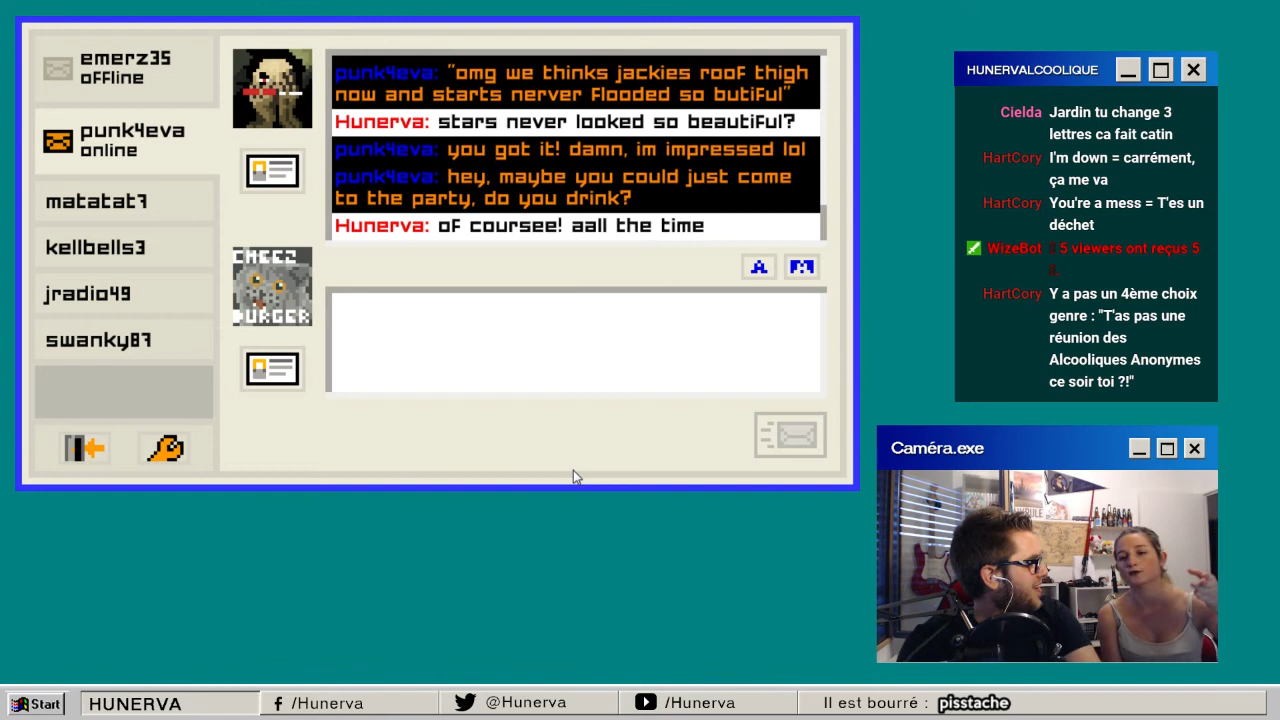 emerz35
offline
punk4eva
online
matatat7
kellbells3
jradio49
swanky87
punk4eva: "omg we thinks jackies roof thigh
now and starts nerver flooded so butiful"
Hunerva: stars never looked so beautiful?
punk4eva: you got it! damn, im impressed lol
punk4eva: hey, maybe you could just come
to the party, do you drink?
Hunerva: of coursee! aall the time
CHEEZ
BURGER
A
HUNERVALCOOLIQUE
Cielda Jardin tu change 3
lettres ca fait catin
HartCory I'm down = carrément,
ça me va
HartCory You're a mess = T'es un
déchet
WizeBot 5 viewers ont reçus 5
HartCory Y a pas un 4ème choix
genre : "T'as pas une
réunion des
Alcooliques Anonymes
ce soir toi ?!"
Caméra.exe
Start
HUNERVA
/Hunerva
@Hunerva
/Hunerva
Il est bourré : pisstache